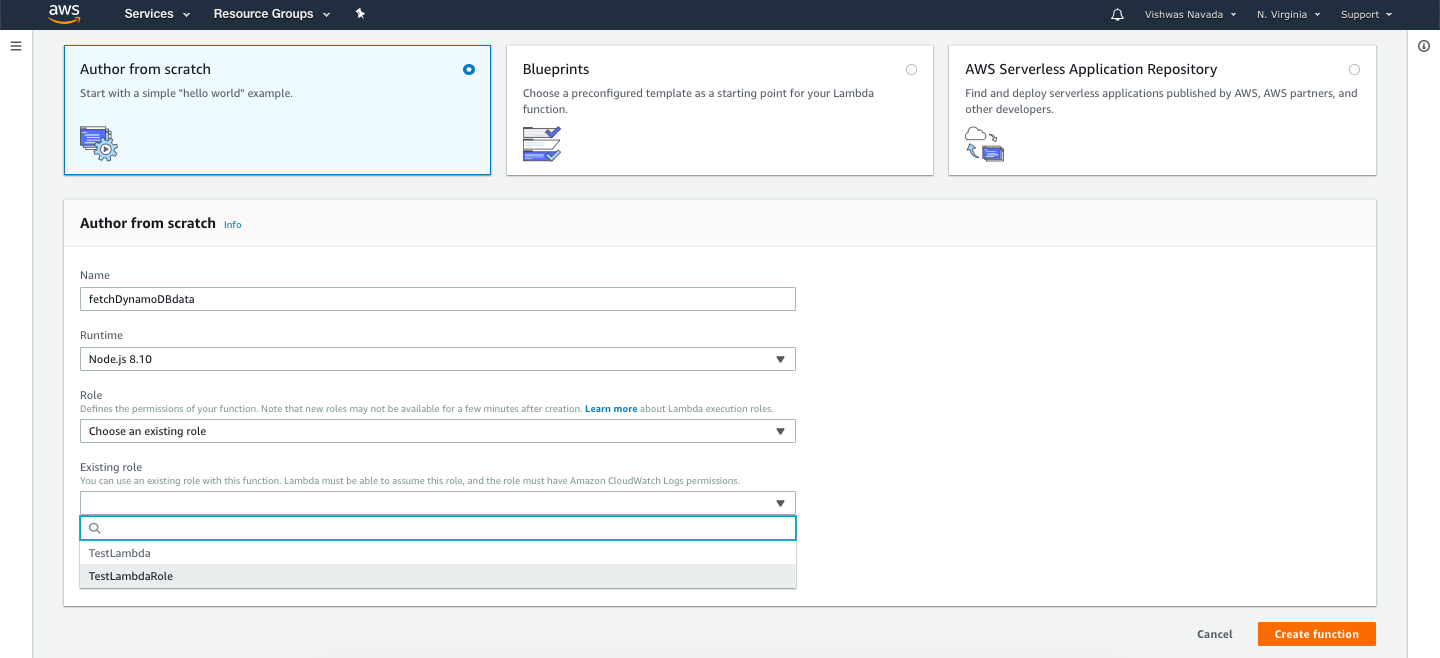 aws Services Resource Groups Vishwas Navada N. Virginia Support
Author from scratch
Start with a simple "hello world" example.
Blueprints
Choose a preconfigured template as a starting point for your Lambda
function.
AWS Serverless Application Repository
Find and deploy serverless applications published by AWS, AWS partners, and
other developers.
Author from scratch Info
Name
fetchDynamoDBdata
Runtime
Node.js 8.10
Role
Defines the permissions of your function. Note that new roles may not be available for a few minutes after creation. Learn more about Lambda execution roles.
Choose an existing role
Existing role
You can use an existing role with this function. Lambda must be able to assume this role, and the role must have Amazon CloudWatch Logs permissions.
TestLambda
TestLambdaRole
Cancel Create function